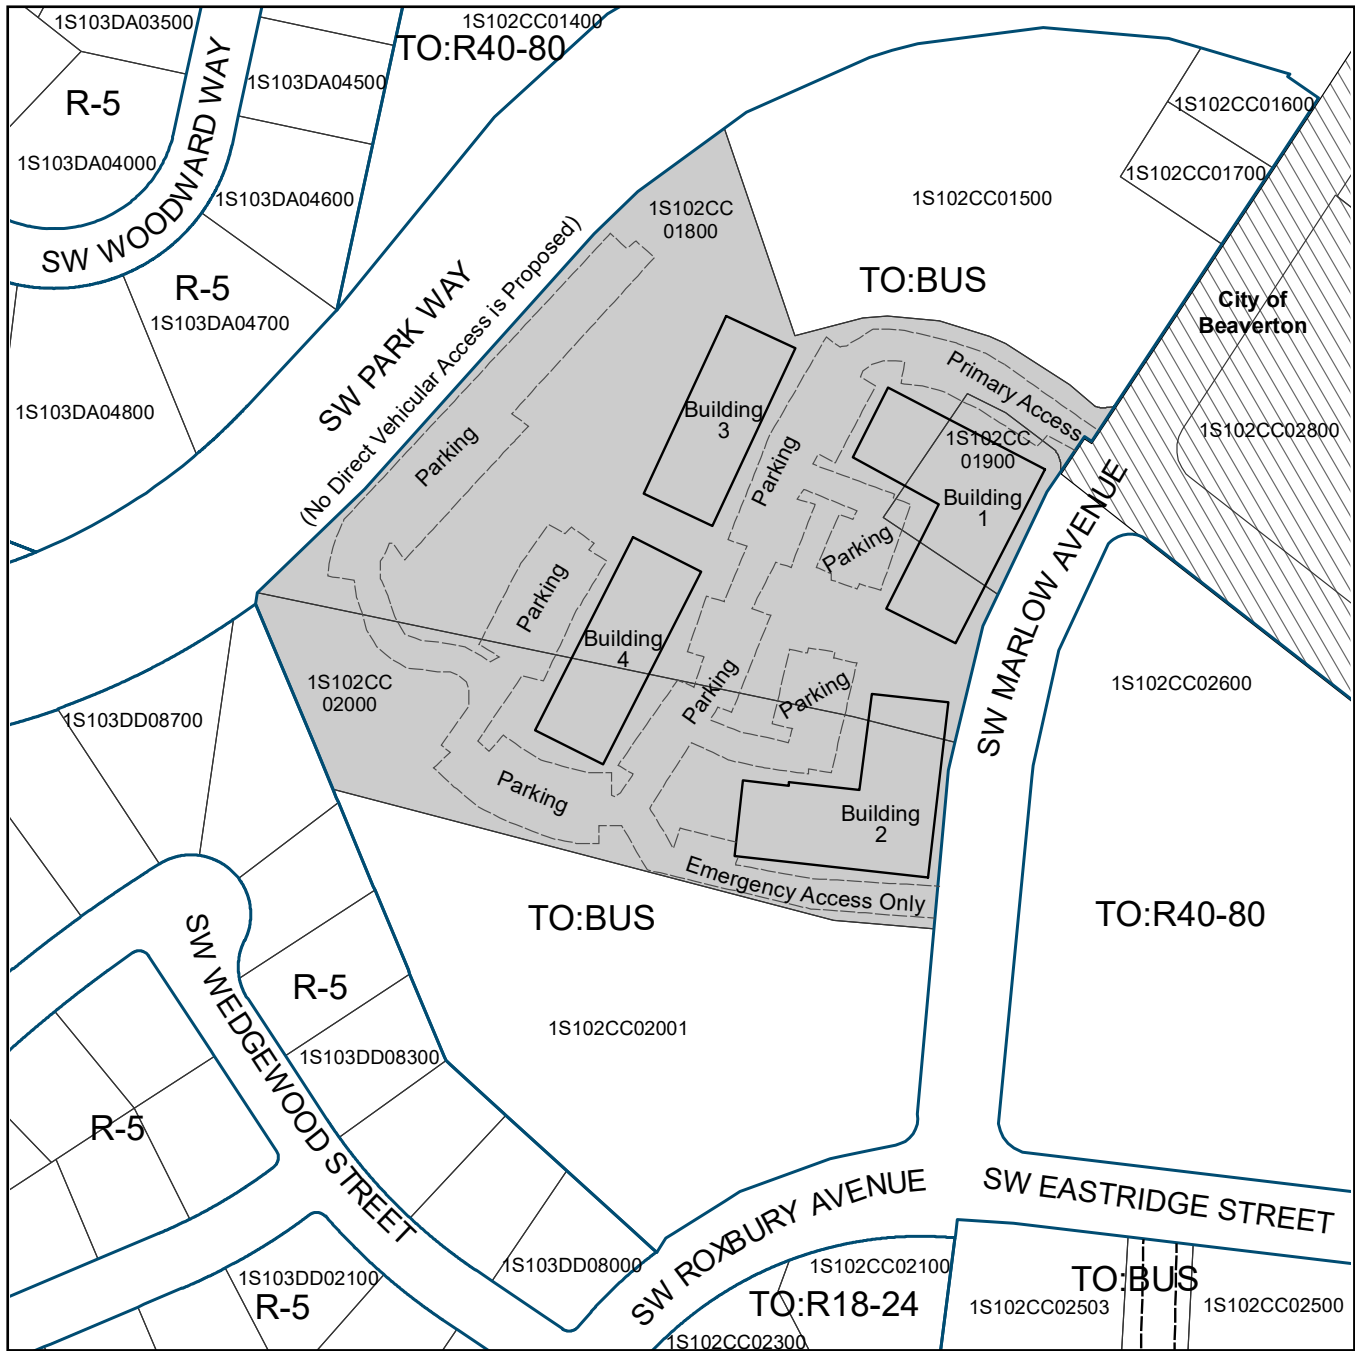 1S103DA03500
1S102CC01400
TO:R40-80
1S103DA04500
R-5
1S103DA04000
SW WOODWARD WAY
1S103DA04600
R-5
1S103DA04700
1S103DA04800
SW PARK WAY
(No Direct Vehicular Access is Proposed)
1S102CC
01800
1S102CC01500
TO:BUS
1S102CC01600
1S102CC01700
City of
Beaverton
1S102CC02800
Primary Access
Building
3
1S102CC
01900
Building
1
Parking
Parking
Parking
Parking
Building
4
Parking
Parking
1S102CC
02000
Parking
Building
2
Emergency Access Only
SW MARLOW AVENUE
1S102CC02600
TO:R40-80
1S103DD08700
TO:BUS
1S102CC02001
SW WEDGEWOOD STREET
R-5
1S103DD08300
R-5
1S103DD08000
1S103DD02100
R-5
SW ROXBURY AVENUE
SW EASTRIDGE STREET
1S102CC02100
TO:R18-24
1S102CC02300
TO:BUS
1S102CC02503
1S102CC02500